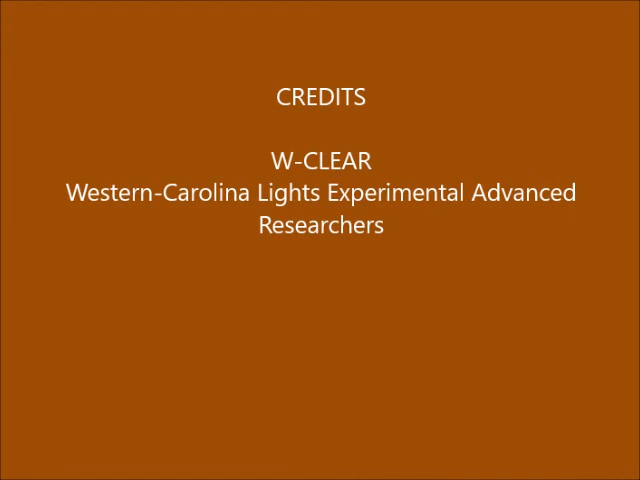 CREDITS
W-CLEAR
Western-Carolina Lights Experimental Advanced
Researchers